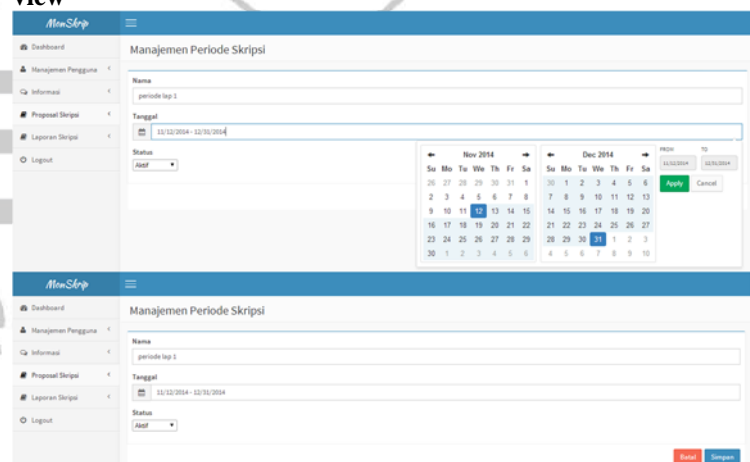 view
MonSkrip
Dashboard
Manajemen Pengguna
Informasi
Proposal Skripsi
Laporan Skripsi
Logout
Manajemen Periode Skripsi
Nama
periode lap 1
Tanggal
11/12/2014 - 12/31/2014
Status
Aktif
Nov 2014
Su Mo Tu We Th Fr Sa
26 27 28 29 30 31 1
2 3 4 5 6 7 8
9 10 11 12 13 14 15
16 17 18 19 20 21 22
23 24 25 26 27 28 29
30 1 2 3 4 5 6
Dec 2014
Su Mo Tu We Th Fr Sa
30 1 2 3 4 5 6
7 8 9 10 11 12 13
14 15 16 17 18 19 20
21 22 23 24 25 26 27
28 29 30 31 1 2 3
4 5 6 7 8 9 10
FROM TO
11/12/2014 12/31/2014
Apply Cancel
MonSkrip
Dashboard
Manajemen Pengguna
Informasi
Proposal Skripsi
Laporan Skripsi
Logout
Manajemen Periode Skripsi
Nama
periode lap 1
Tanggal
11/12/2014 - 12/31/2014
Status
Aktif
Batal Simpan